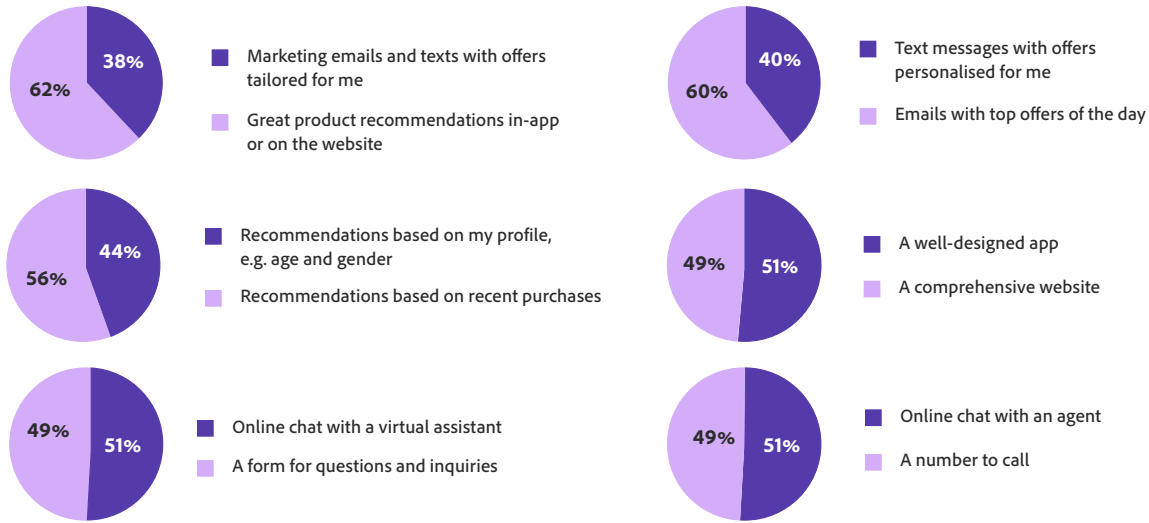 38%
62%
Marketing emails and texts with offers
tailored for me
Great product recommendations in-app
or on the website
40%
60%
Text messages with offers
personalised for me
Emails with top offers of the day
44%
56%
Recommendations based on my profile,
e.g. age and gender
Recommendations based on recent purchases
49%
51%
A well-designed app
A comprehensive website
49%
51%
Online chat with a virtual assistant
A form for questions and inquiries
49%
51%
Online chat with an agent
A number to call